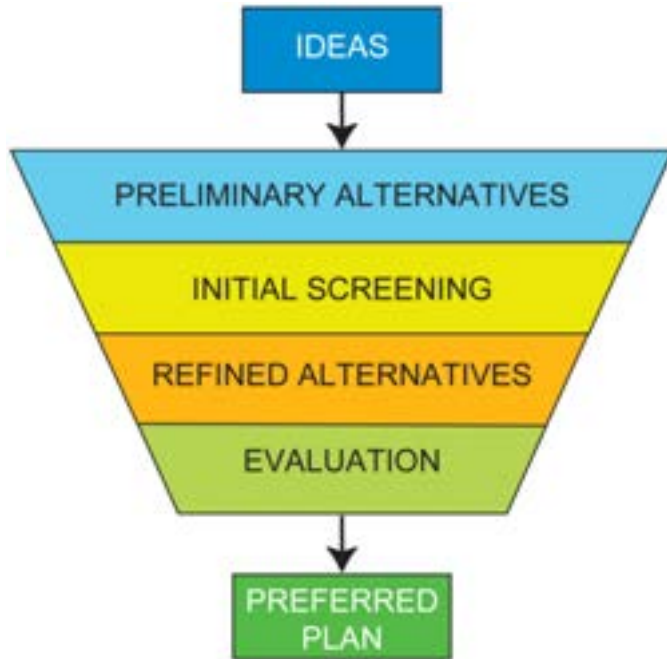 IDEAS
PRELIMINARY ALTERNATIVES
INITIAL SCREENING
REFINED ALTERNATIVES
EVALUATION
PREFERRED
PLAN